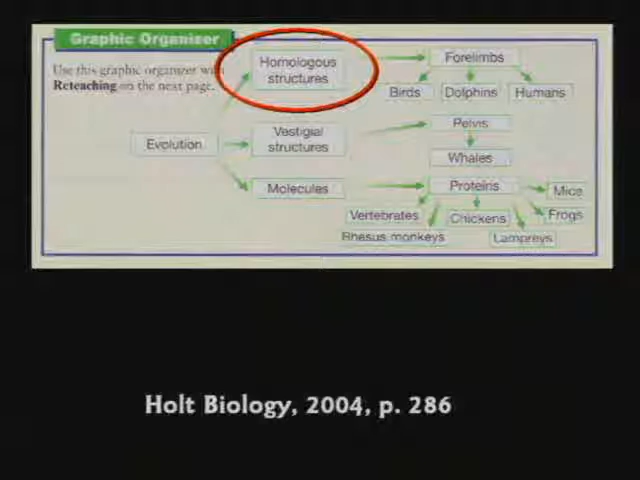 Graphic Organizer
Use this graphic organizer with
Reteaching on the next page.
Homologous
structures
Forelimbs
Birds
Dolphins
Humans
Evolution
Vestigial
structures
Pelvis
Whales
Molecules
Proteins
Mice
Vertebrates
Chickens
Frogs
Rhesus monkeys
Lampreys
Holt Biology, 2004, p. 286